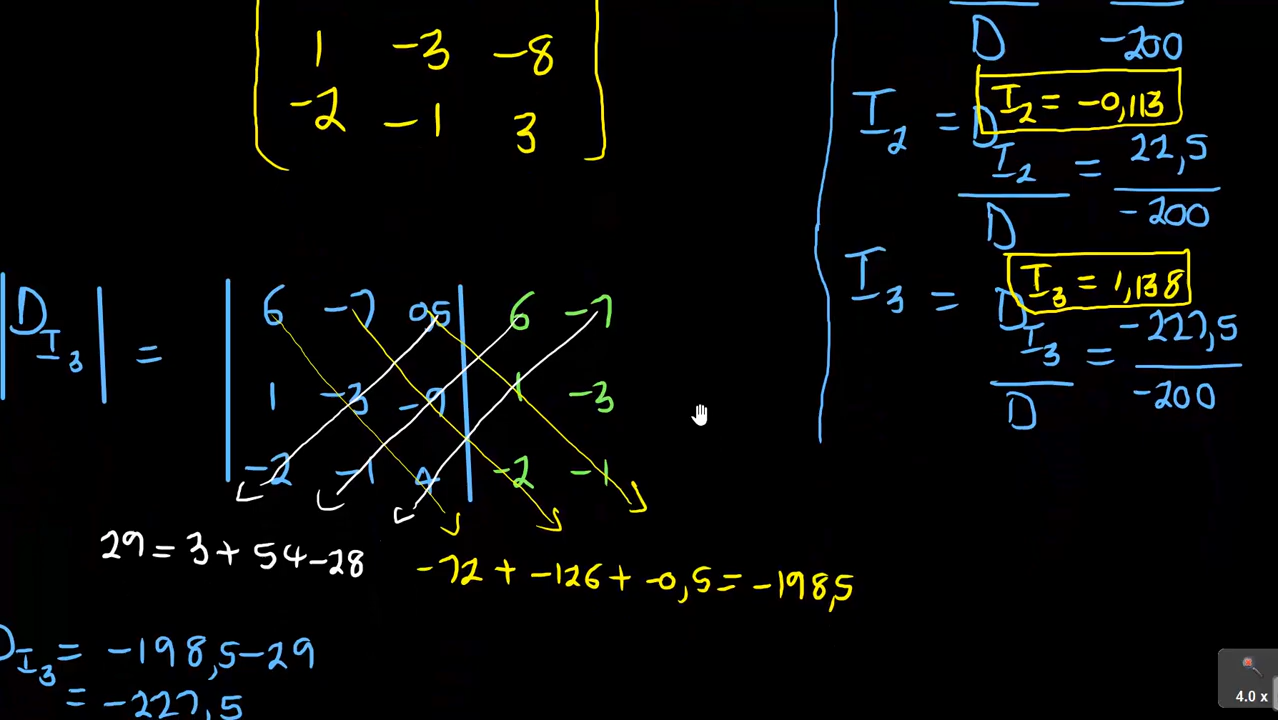 1 -3 -8
-2 -1 3
D -200
I2 = -0,113
I2 = D I2 / D = 22,5 / -200
I3 = 1,138
I3 = D I3 / D = -227,5 / -200
|D I3| = | 6 -7 0,5 | 6 -7
1 -3 -9 | 1 -3
-2 -1 4 | -2 -1
29 = 3 + 54 - 28
-72 + -126 + -0,5 = -198,5
D I3 = -198,5 - 29
= -227,5
4.0 x